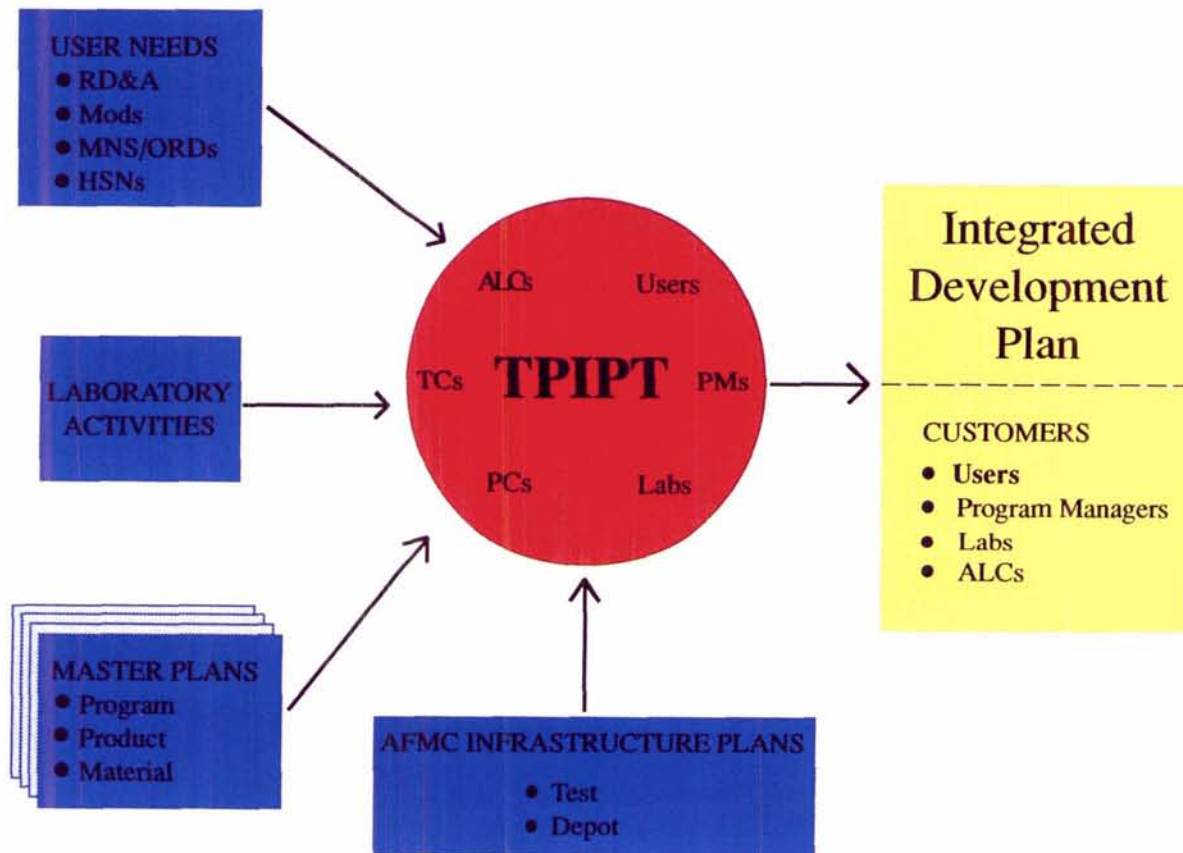 USER NEEDS
● RD&A
● Mods
● MNS/ORDs
● HSNs
LABORATORY
ACTIVITIES
MASTER PLANS
● Program
● Product
● Material
AFMC INFRASTRUCTURE PLANS
● Test
● Depot
ALCs Users
TCs TPIPT PMs
PCs Labs
Integrated
Development
Plan
CUSTOMERS
● Users
● Program Managers
● Labs
● ALCs